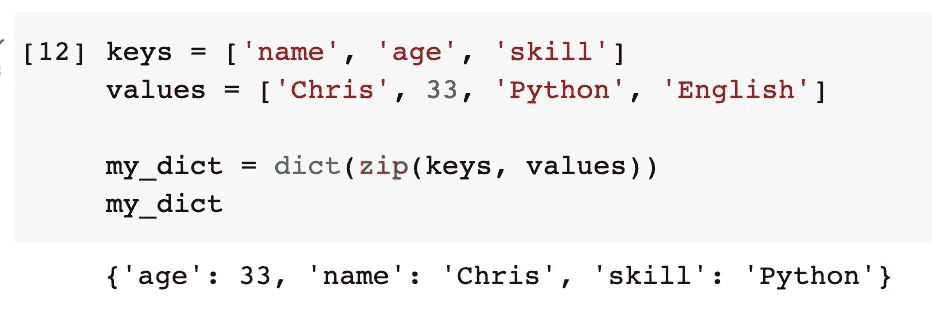 [12] keys = ['name', 'age', 'skill']
values = ['Chris', 33, 'Python', 'English']
my_dict = dict(zip(keys, values))
my_dict
{'age': 33, 'name': 'Chris', 'skill': 'Python'}